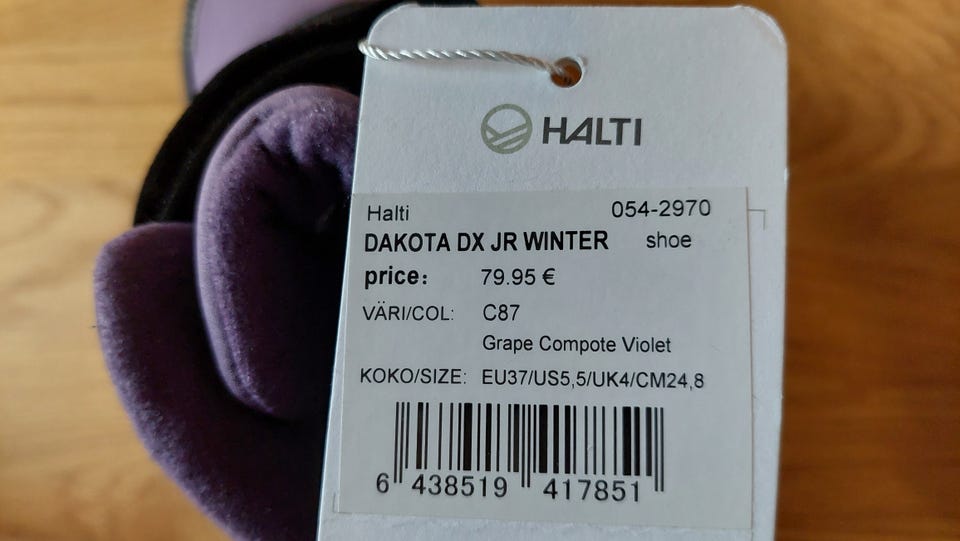 HALTI
Halti 054-2970
DAKOTA DX JR WINTER shoe
price: 79.95 €
VÄRI/COL: C87
Grape Compote Violet
KOKO/SIZE: EU37/US5,5/UK4/CM24,8
6 438519 417851